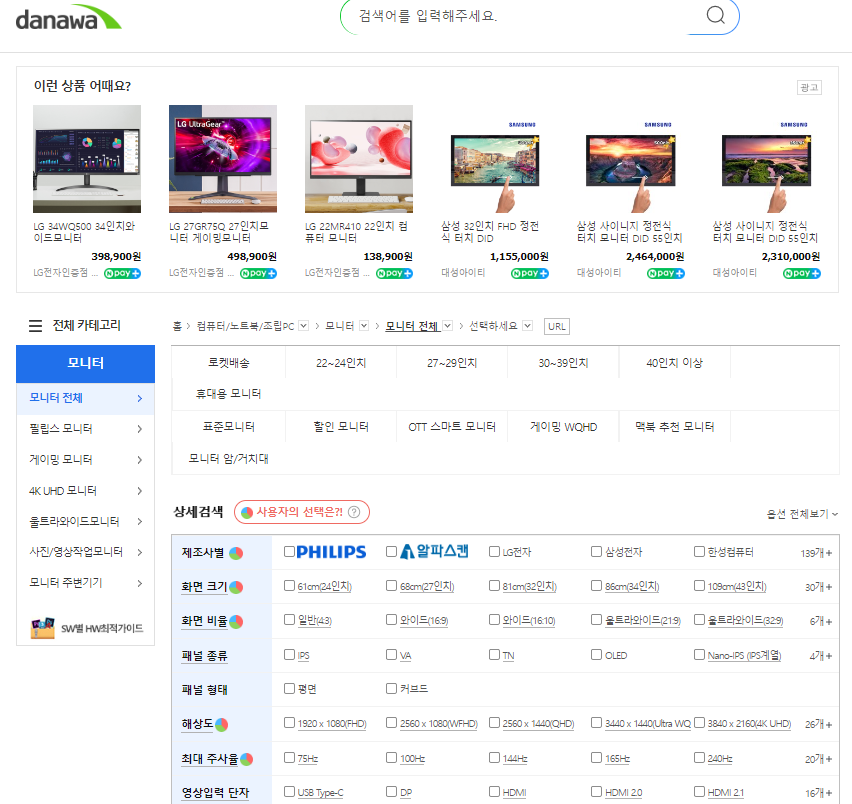 danawa
검색어를 입력해주세요.
이런 상품 어때요?
광고
LG UltraGear
SAMSUNG
SAMSUNG
SAMSUNG
LG 34WQ500 34인치와
이드모니터
398,900원
LG전자인증점 ... N pay+
LG 27GR75Q 27인치모
니터 게이밍모니터
498,900원
LG전자인증점 ... N pay+
LG 22MR410 22인치 컴
퓨터 모니터
138,900원
LG전자인증점 ... N pay+
삼성 32인치 FHD 정전
식 터치 DID
1,155,000원
대성아이티 N pay+
삼성 사이니지 정전식
터치 모니터 DID 55인치
2,464,000원
대성아이티 N pay+
삼성 사이니지 정전식
터치 모니터 DID 55인치
2,310,000원
대성아이티 N pay+
전체 카테고리
홈 > 컴퓨터/노트북/조립PC > 모니터 > 모니터 전체 > 선택하세요 URL
모니터
모니터 전체
필립스 모니터
게이밍 모니터
4K UHD 모니터
울트라와이드모니터
사진/영상작업모니터
모니터 주변기기
SW별 HW최적가이드
로켓배송 22~24인치 27~29인치 30~39인치 40인치 이상
휴대용 모니터
표준모니터 할인 모니터 OTT 스마트 모니터 게이밍 WQHD 맥북 추천 모니터
모니터 암/거치대
상세검색 사용자의 선택은?! ? 옵션 전체보기
제조사별 PHILIPS 알파스캔 LG전자 삼성전자 한성컴퓨터 139개+
화면 크기 61cm(24인치) 68cm(27인치) 81cm(32인치) 86cm(34인치) 109cm(43인치) 30개+
화면 비율 일반(4:3) 와이드(16:9) 와이드(16:10) 울트라와이드(21:9) 울트라와이드(32:9) 6개+
패널 종류 IPS VA TN OLED Nano-IPS (IPS계열) 4개+
패널 형태 평면 커브드
해상도 1920 x 1080(FHD) 2560 x 1080(WFHD) 2560 x 1440(QHD) 3440 x 1440(Ultra WQ 3840 x 2160(4K UHD) 26개+
최대 주사율 75Hz 100Hz 144Hz 165Hz 240Hz 20개+
영상입력 단자 USB Type-C DP HDMI HDMI 2.0 HDMI 2.1 16개+